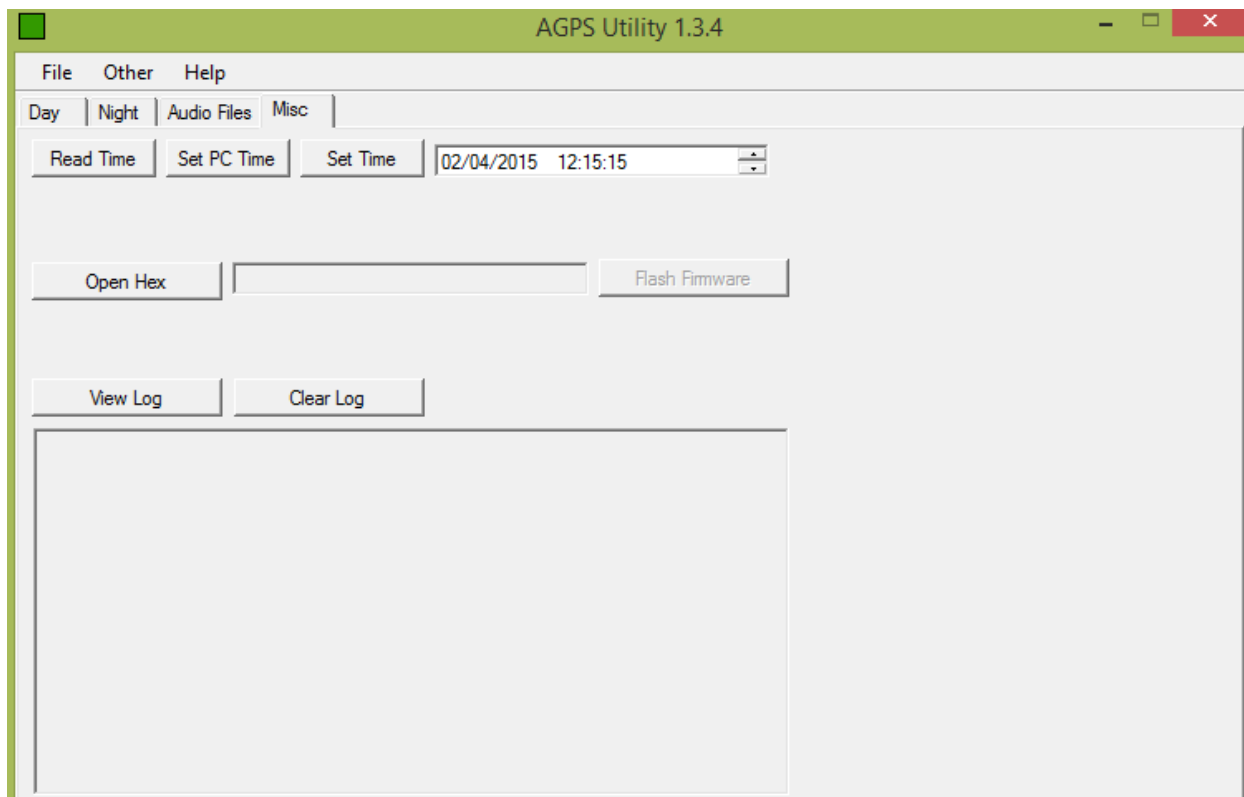 AGPS Utility 1.3.4
File Other Help
Day Night Audio Files Misc
Read Time Set PC Time Set Time 02/04/2015 12:15:15
Open Hex Flash Firmware
View Log Clear Log